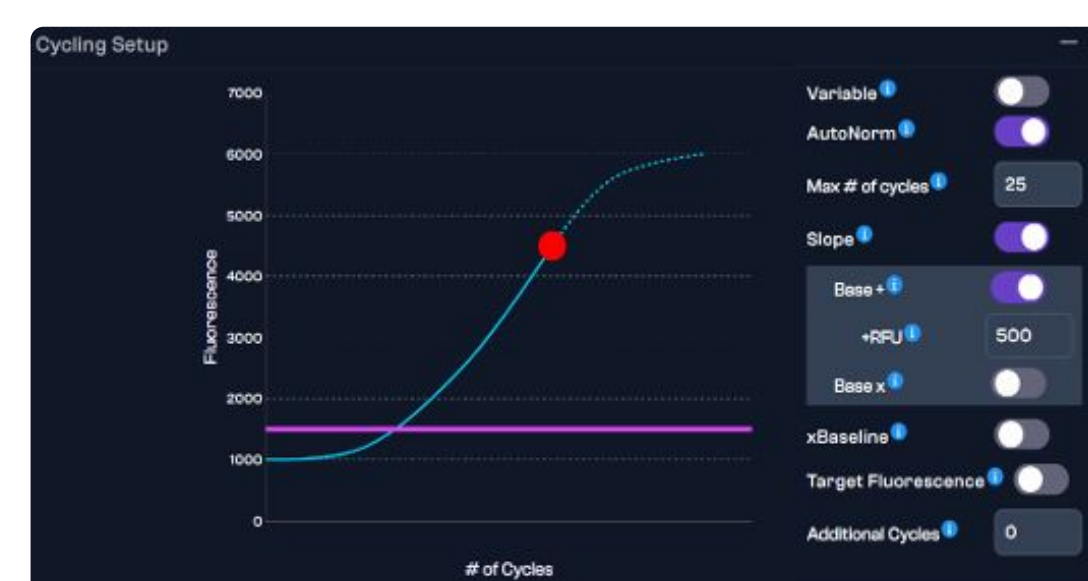 Cycling Setup
7000
6000
5000
4000
3000
2000
1000
0
Fluorescence
# of Cycles
Variable
AutoNorm
Max # of cycles 25
Slope
Base +
+RFU 500
Base x
xBaseline
Target Fluorescence
Additional Cycles 0